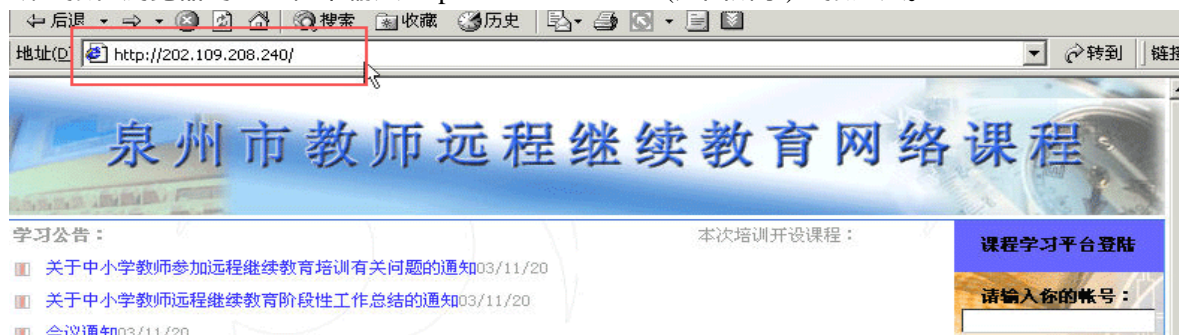 后退 搜索 收藏 历史
地址(D) http://202.109.208.240/ 转到 链接
泉州市教师远程继续教育网络课程
学习公告： 本次培训开设课程： 课程学习平台登陆
关于中小学教师参加远程继续教育培训有关问题的通知03/11/20
关于中小学教师远程继续教育阶段性工作总结的通知03/11/20
请输入你的帐号：
会议通知03/11/20